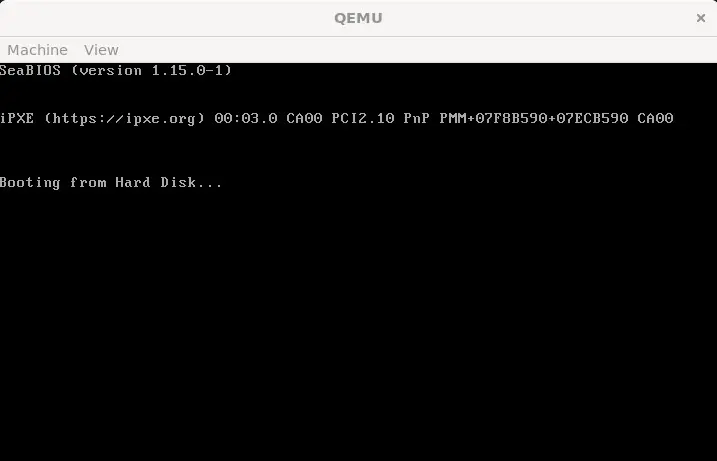 QEMU
Machine View
SeaBIOS (version 1.15.0-1)
iPXE (https://ipxe.org) 00:03.0 CA00 PCI2.10 PnP PMM+07F8B590+07ECB590 CA00
Booting from Hard Disk...